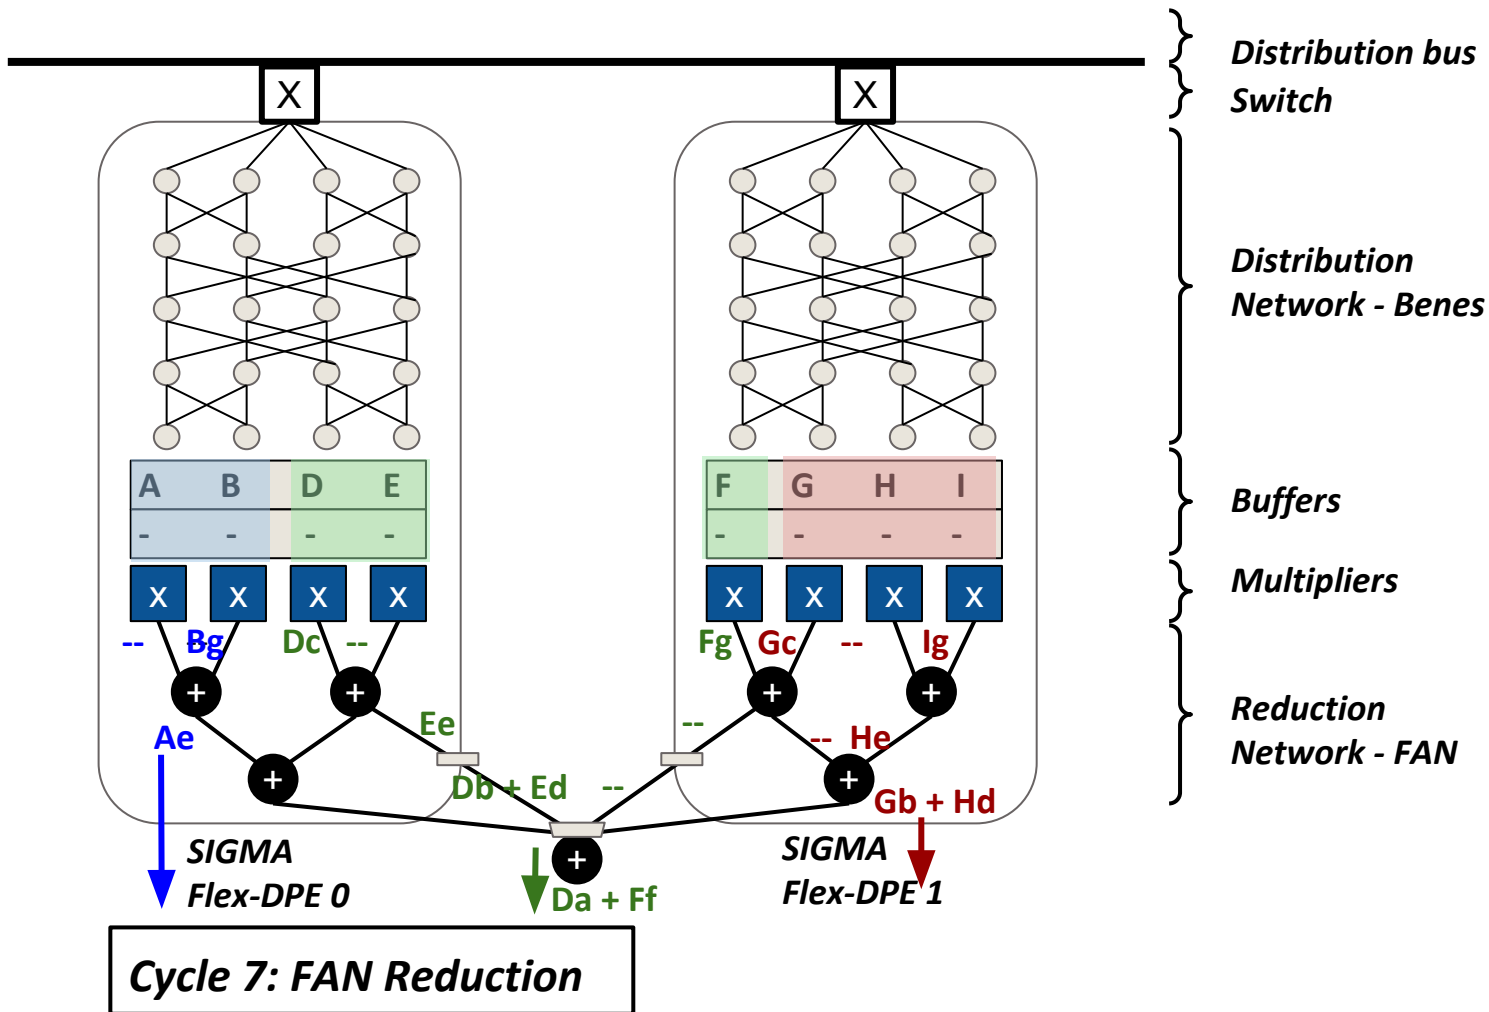 Distribution bus
X X
Switch
Distribution
Network - Benes
A B D E F G H I
- - - - - - - -
Buffers
x x x x x x x x
Multipliers
-- Bg Dc -- Fg Gc -- Ig
+ + + +
Reduction
Network - FAN
Ae Ee -- -- He
+ +
Db + Ed -- Gb + Hd
SIGMA
Flex-DPE 0
+
SIGMA
Flex-DPE 1
Da + Ff
Cycle 7: FAN Reduction